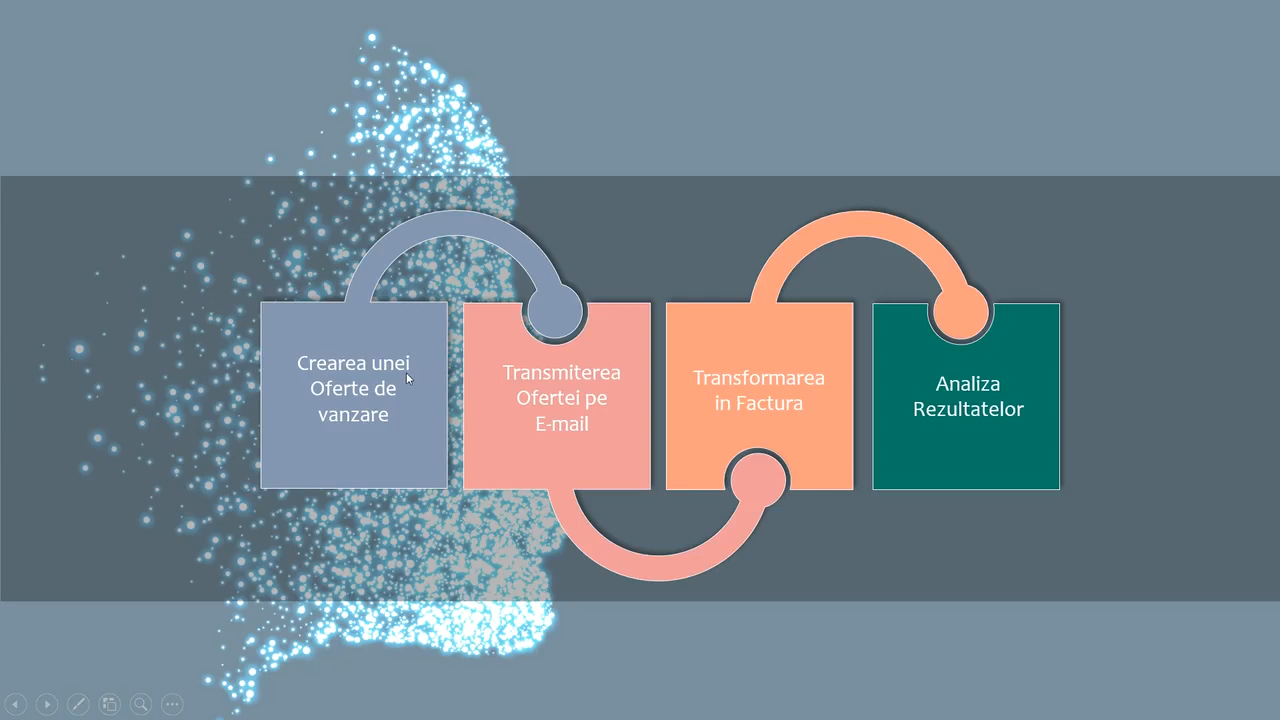 Crearea unei
Oferte de
vanzare
Transmiterea
Ofertei pe
E-mail
Transformarea
in Factura
Analiza
Rezultatelor